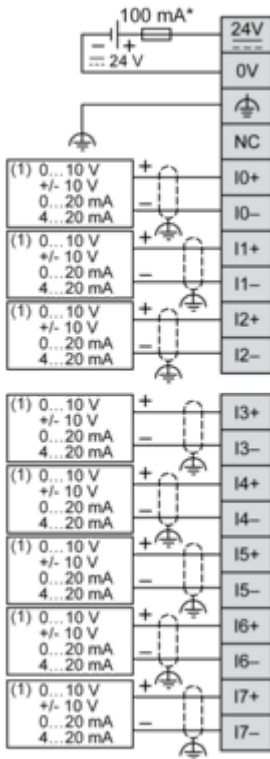 100 mA*
24V
− +
24 V
0V
NC
(1) 0...10 V
+/- 10 V
0...20 mA
4...20 mA
+
−
I0+
I0−
(1) 0...10 V
+/- 10 V
0...20 mA
4...20 mA
+
−
I1+
I1−
(1) 0...10 V
+/- 10 V
0...20 mA
4...20 mA
+
−
I2+
I2−
(1) 0...10 V
+/- 10 V
0...20 mA
4...20 mA
+
−
I3+
I3−
(1) 0...10 V
+/- 10 V
0...20 mA
4...20 mA
+
−
I4+
I4−
(1) 0...10 V
+/- 10 V
0...20 mA
4...20 mA
+
−
I5+
I5−
(1) 0...10 V
+/- 10 V
0...20 mA
4...20 mA
+
−
I6+
I6−
(1) 0...10 V
+/- 10 V
0...20 mA
4...20 mA
+
−
I7+
I7−